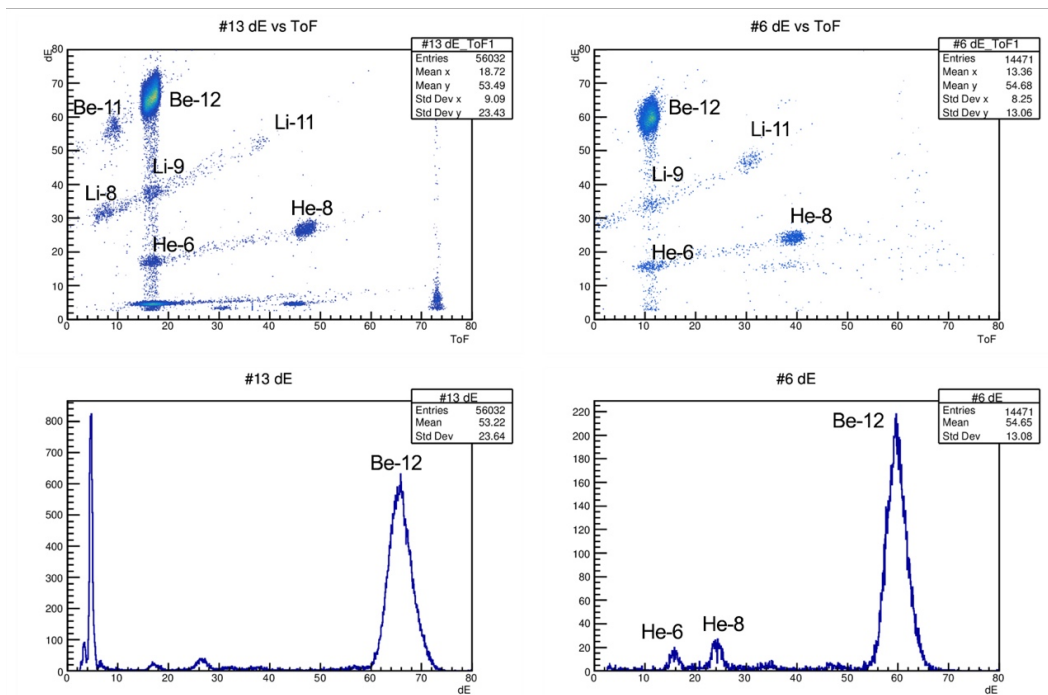 #13 dE vs ToF
dE
#13 dE_ToF1
Entries 56032
Mean x 18.72
Mean y 53.49
Std Dev x 9.09
Std Dev y 23.43
80
70
60
50
40
30
20
10
0
Be-11
Be-12
Li-11
Li-9
Li-8
He-8
He-6
0 10 20 30 40 50 60 70 80
ToF
#6 dE vs ToF
dE
#6 dE_ToF1
Entries 14471
Mean x 13.36
Mean y 54.68
Std Dev x 8.25
Std Dev y 13.06
80
70
60
50
40
30
20
10
0
Be-12
Li-11
Li-9
He-8
He-6
0 10 20 30 40 50 60 70 80
ToF
#13 dE
#13 dE
Entries 56032
Mean 53.22
Std Dev 23.64
800
700
600
500
400
300
200
100
0
Be-12
0 10 20 30 40 50 60 70 80
dE
#6 dE
#6 dE
Entries 14471
Mean 54.65
Std Dev 13.08
220
200
180
160
140
120
100
80
60
40
20
0
Be-12
He-6
He-8
0 10 20 30 40 50 60 70 80
dE